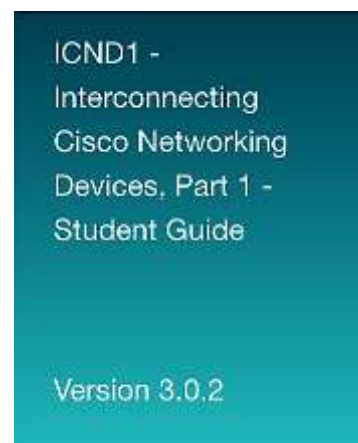 ICND1 -
Interconnecting
Cisco Networking
Devices, Part 1 -
Student Guide
Version 3.0.2